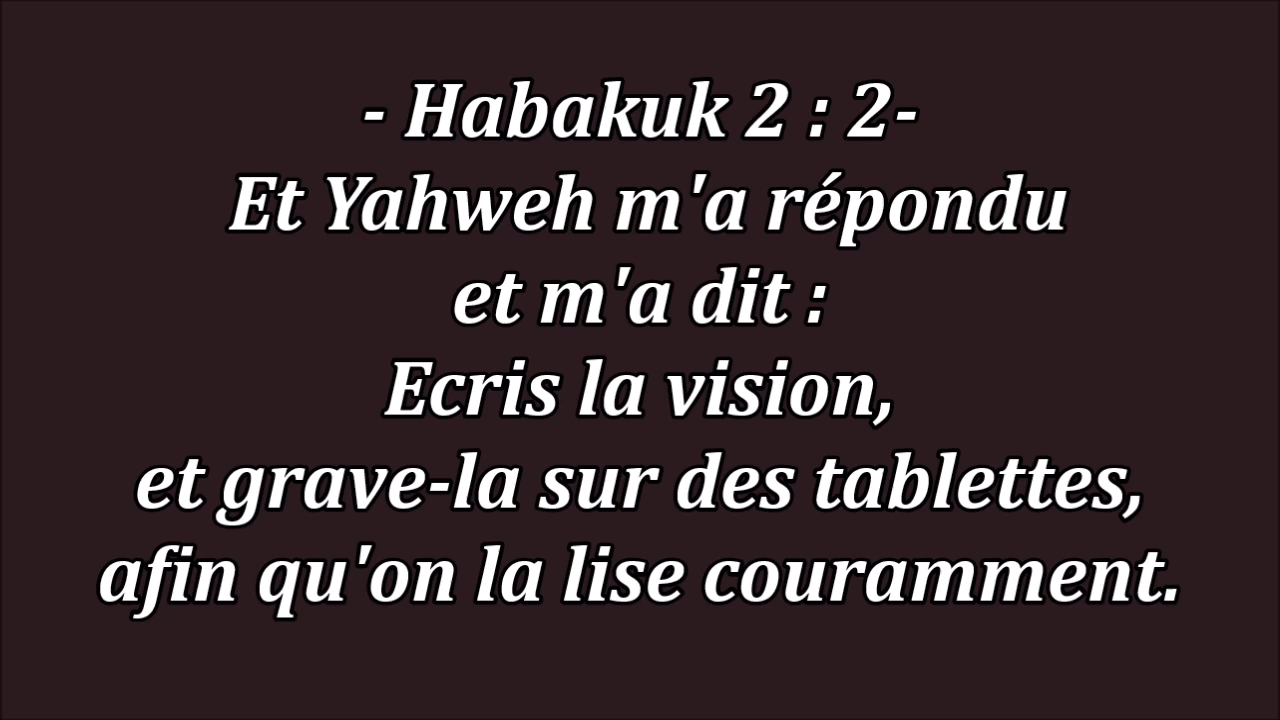 - Habakuk 2 : 2-
Et Yahweh m'a répondu
et m'a dit :
Ecris la vision,
et grave-la sur des tablettes,
afin qu'on la lise couramment.